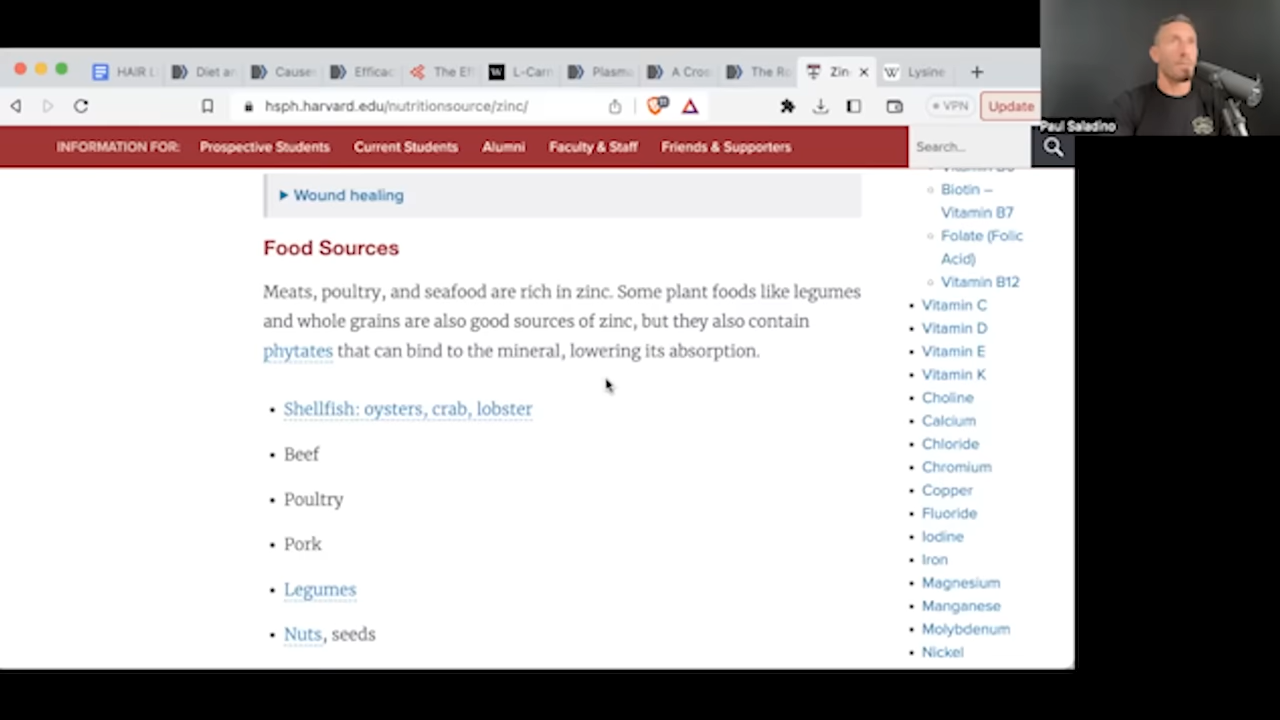 HAIR L
Diet ar
Cause
Efficac
The Ef
L-Carn
Plasma
A Cros
The Ro
Zin
Lysine
hsph.harvard.edu/nutritionsource/zinc/
VPN
Update
Paul Saladino
INFORMATION FOR:
Prospective Students
Current Students
Alumni
Faculty & Staff
Friends & Supporters
Search...
Wound healing
Food Sources
Meats, poultry, and seafood are rich in zinc. Some plant foods like legumes
and whole grains are also good sources of zinc, but they also contain
phytates that can bind to the mineral, lowering its absorption.
• Shellfish: oysters, crab, lobster
• Beef
• Poultry
• Pork
• Legumes
• Nuts, seeds
Biotin –
Vitamin B7
Folate (Folic
Acid)
Vitamin B12
Vitamin C
Vitamin D
Vitamin E
Vitamin K
Choline
Calcium
Chloride
Chromium
Copper
Fluoride
Iodine
Iron
Magnesium
Manganese
Molybdenum
Nickel